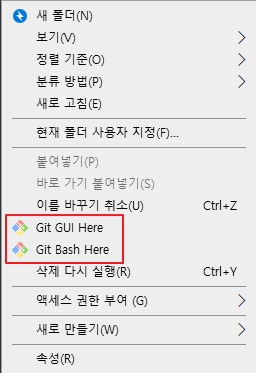 새 폴더(N)
보기(V)
정렬 기준(O)
분류 방법(P)
새로 고침(E)
현재 폴더 사용자 지정(F)...
붙여넣기(P)
바로 가기 붙여넣기(S)
이름 바꾸기 취소(U) Ctrl+Z
Git GUI Here
Git Bash Here
삭제 다시 실행(R) Ctrl+Y
액세스 권한 부여 (G)
새로 만들기(W)
속성(R)